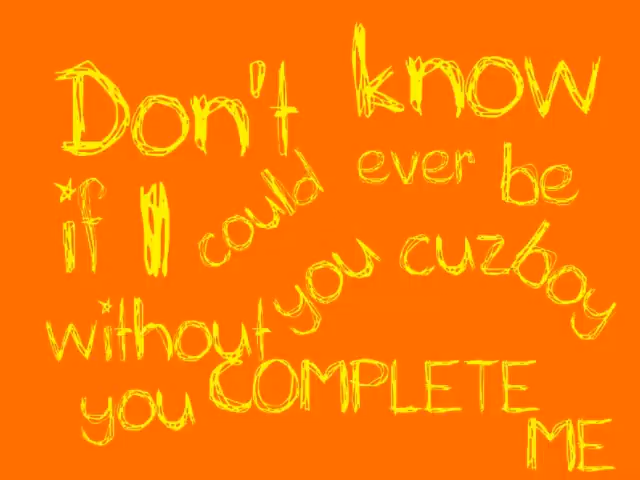 Don't know
if I could ever be
without you cuz boy
you COMPLETE
ME